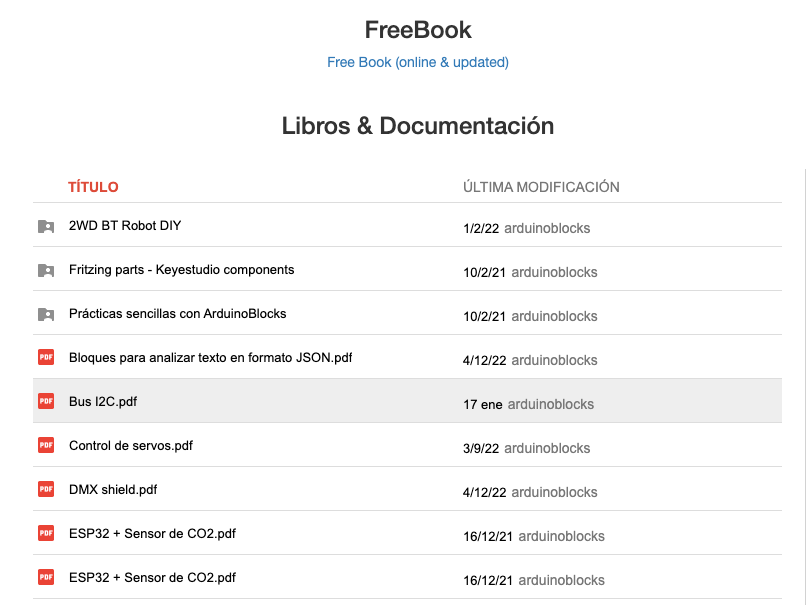 FreeBook
Free Book (online & updated)
Libros & Documentación
TÍTULO ÚLTIMA MODIFICACIÓN
2WD BT Robot DIY 1/2/22 arduinoblocks
Fritzing parts - Keyestudio components 10/2/21 arduinoblocks
Prácticas sencillas con ArduinoBlocks 10/2/21 arduinoblocks
PDF Bloques para analizar texto en formato JSON.pdf 4/12/22 arduinoblocks
PDF Bus I2C.pdf 17 ene arduinoblocks
PDF Control de servos.pdf 3/9/22 arduinoblocks
PDF DMX shield.pdf 4/12/22 arduinoblocks
PDF ESP32 + Sensor de CO2.pdf 16/12/21 arduinoblocks
PDF ESP32 + Sensor de CO2.pdf 16/12/21 arduinoblocks